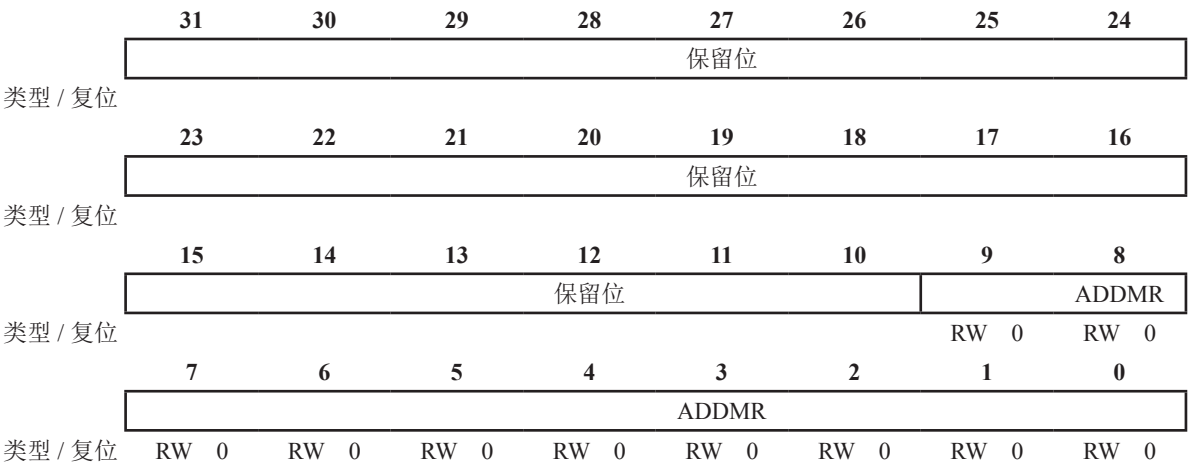 31 30 29 28 27 26 25 24
保留位
类型 / 复位
23 22 21 20 19 18 17 16
保留位
类型 / 复位
15 14 13 12 11 10 9 8
保留位 ADDMR
类型 / 复位 RW 0 RW 0
7 6 5 4 3 2 1 0
ADDMR
类型 / 复位 RW 0 RW 0 RW 0 RW 0 RW 0 RW 0 RW 0 RW 0